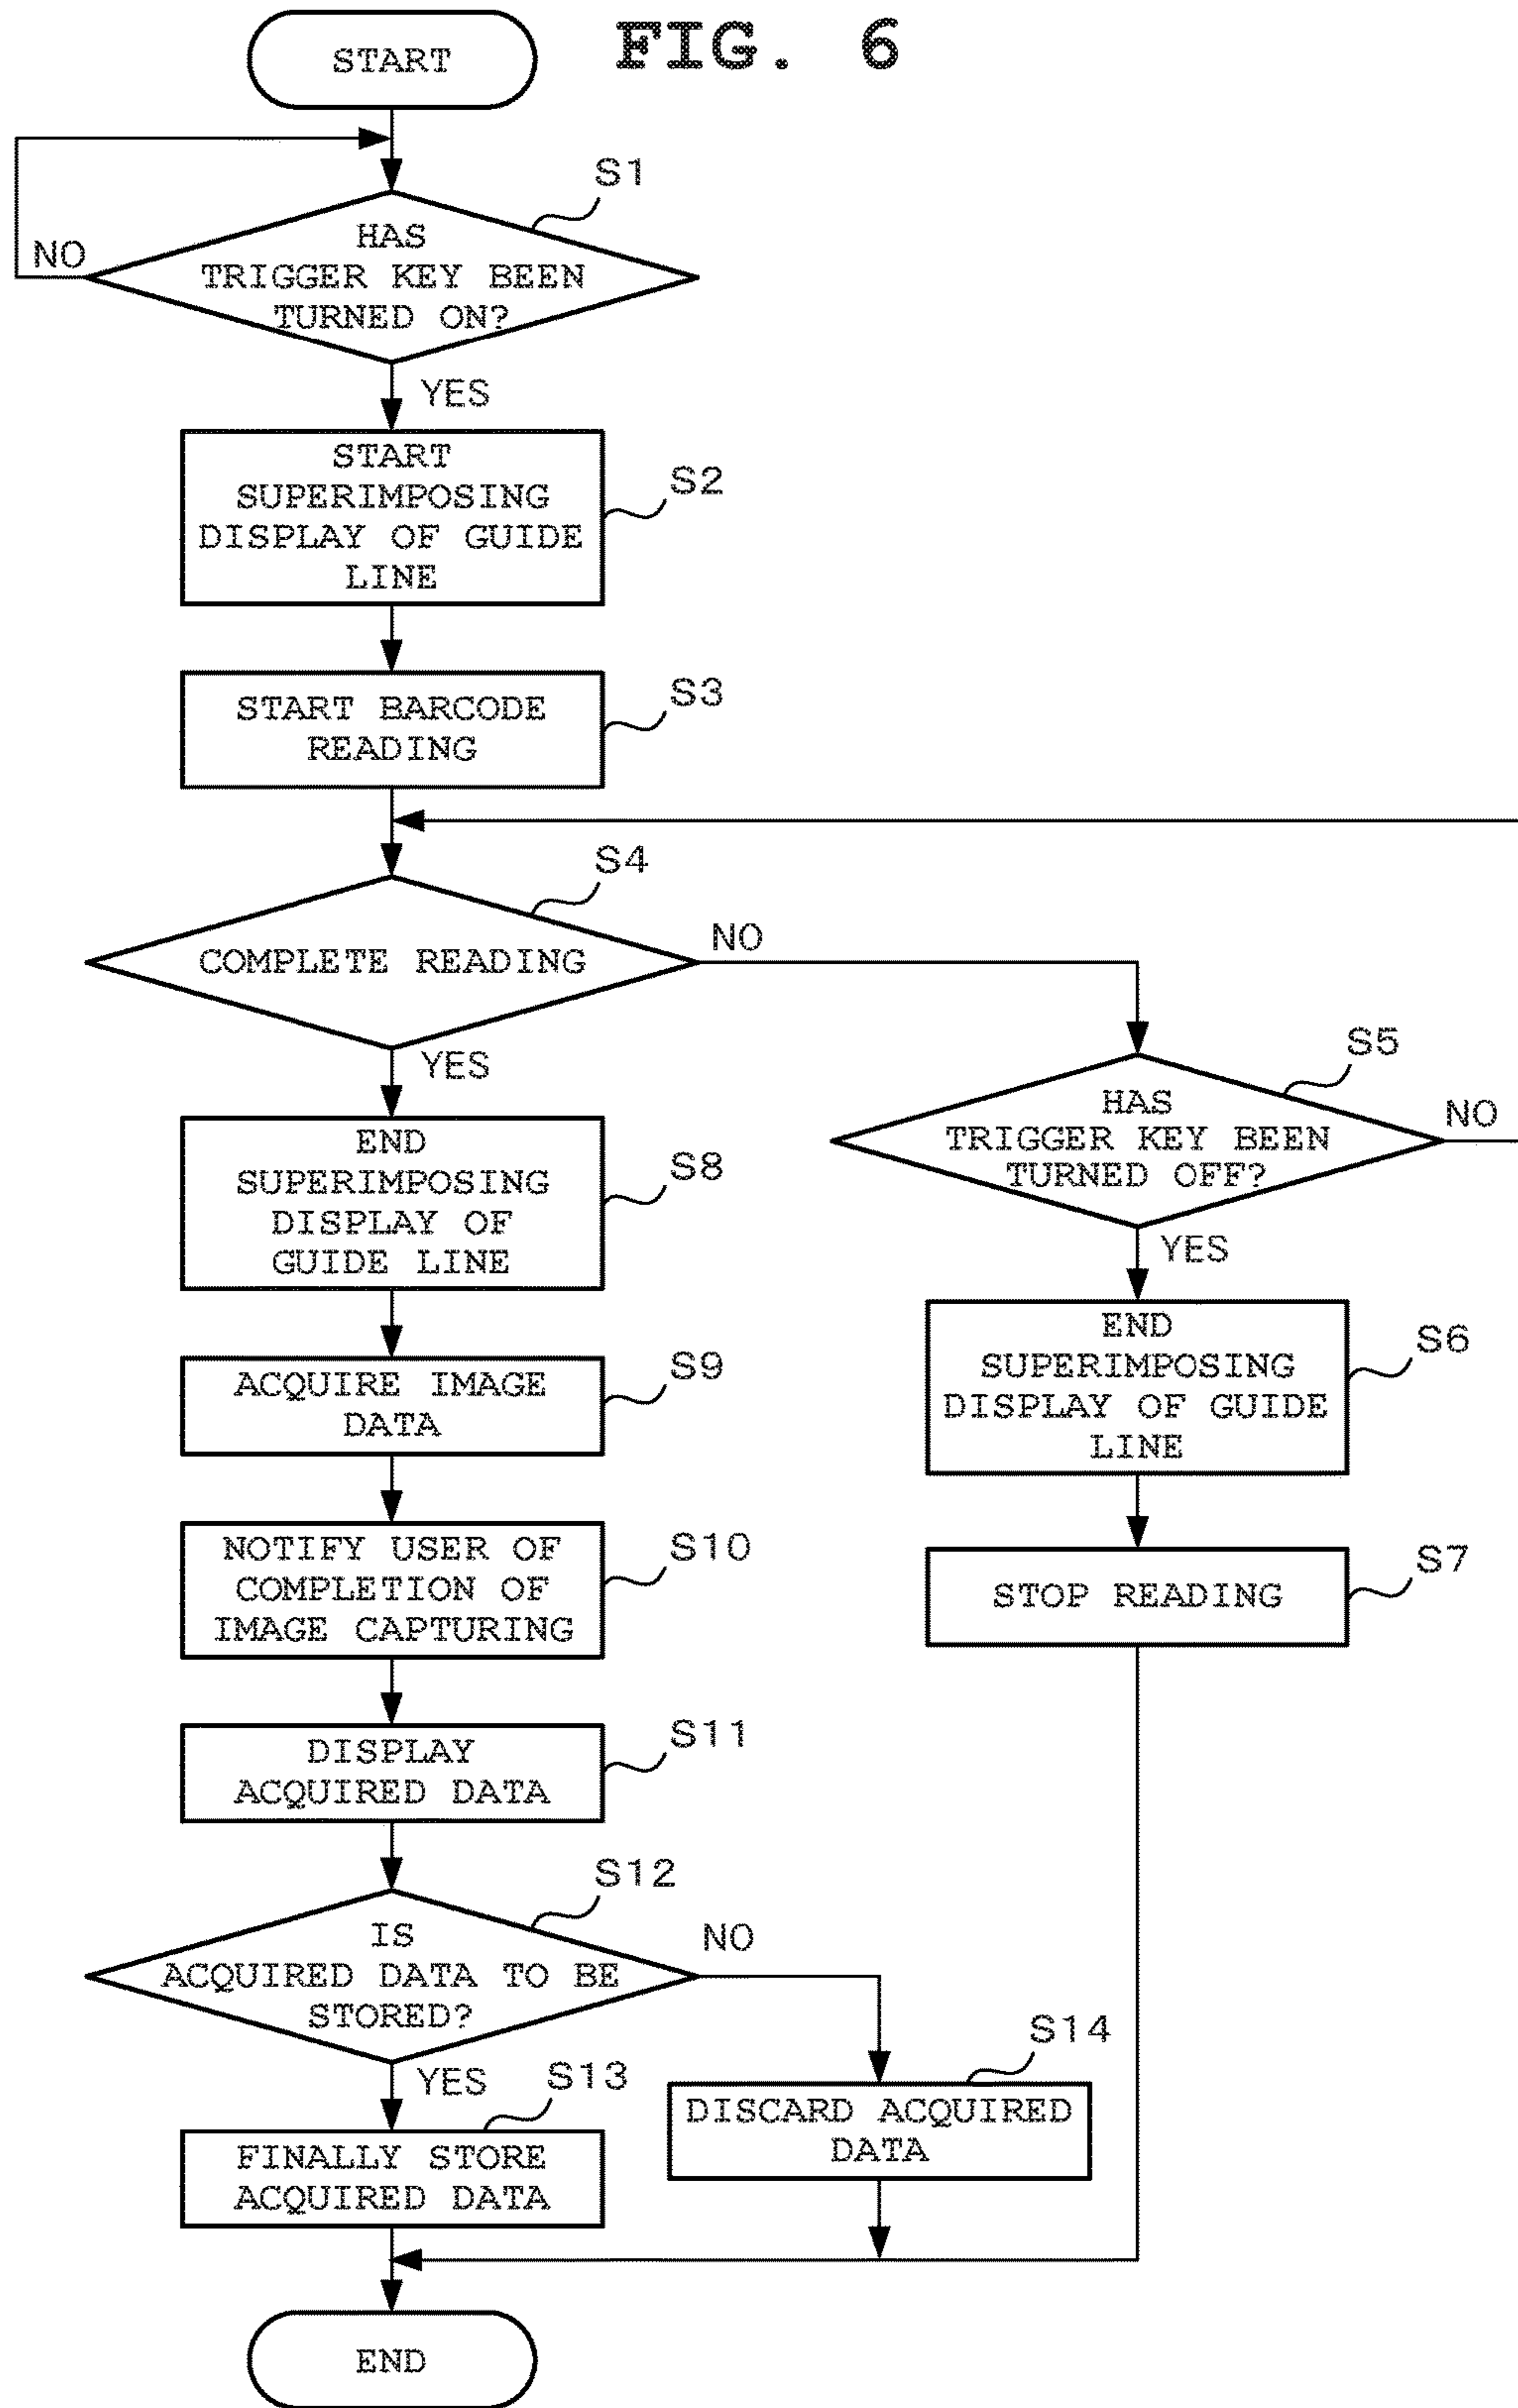 FIG. 6
START
S1
NO
HAS
TRIGGER KEY BEEN
TURNED ON?
YES
START
SUPERIMPOSING
DISPLAY OF GUIDE
LINE
S2
START BARCODE
READING
S3
S4
COMPLETE READING
NO
YES
S5
HAS
TRIGGER KEY BEEN
TURNED OFF?
NO
YES
END
SUPERIMPOSING
DISPLAY OF
GUIDE LINE
S8
END
SUPERIMPOSING
DISPLAY OF GUIDE
LINE
S6
ACQUIRE IMAGE
DATA
S9
NOTIFY USER OF
COMPLETION OF
IMAGE CAPTURING
S10
STOP READING
S7
DISPLAY
ACQUIRED DATA
S11
S12
IS
ACQUIRED DATA TO BE
STORED?
NO
YES
S13
S14
DISCARD ACQUIRED
DATA
FINALLY STORE
ACQUIRED DATA
END